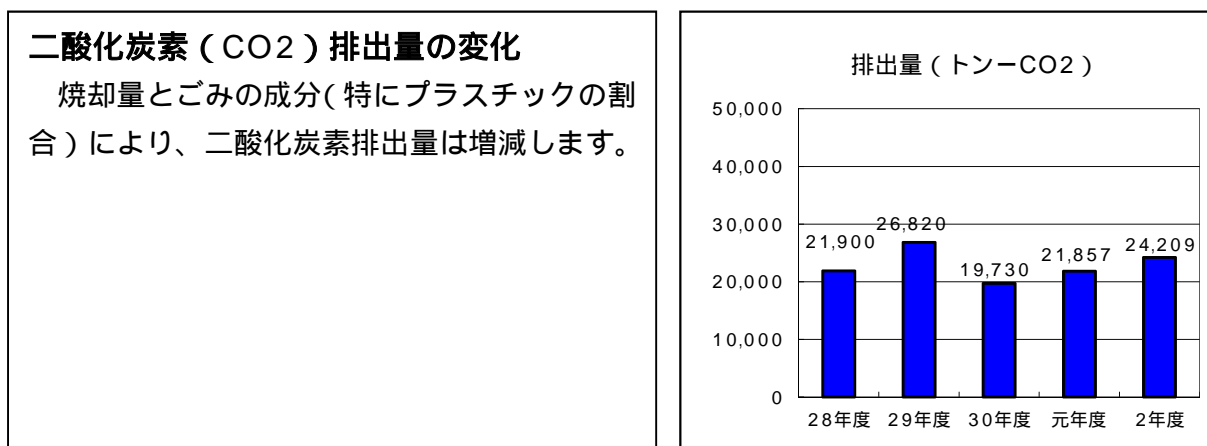 二酸化炭素（CO2）排出量の変化
焼却量とごみの成分（特にプラスチックの割
合）により、二酸化炭素排出量は増減します。
排出量（トンーCO2）
50,000
40,000
30,000
20,000
10,000
0
21,900
26,820
19,730
21,857
24,209
28年度 29年度 30年度 元年度 2年度